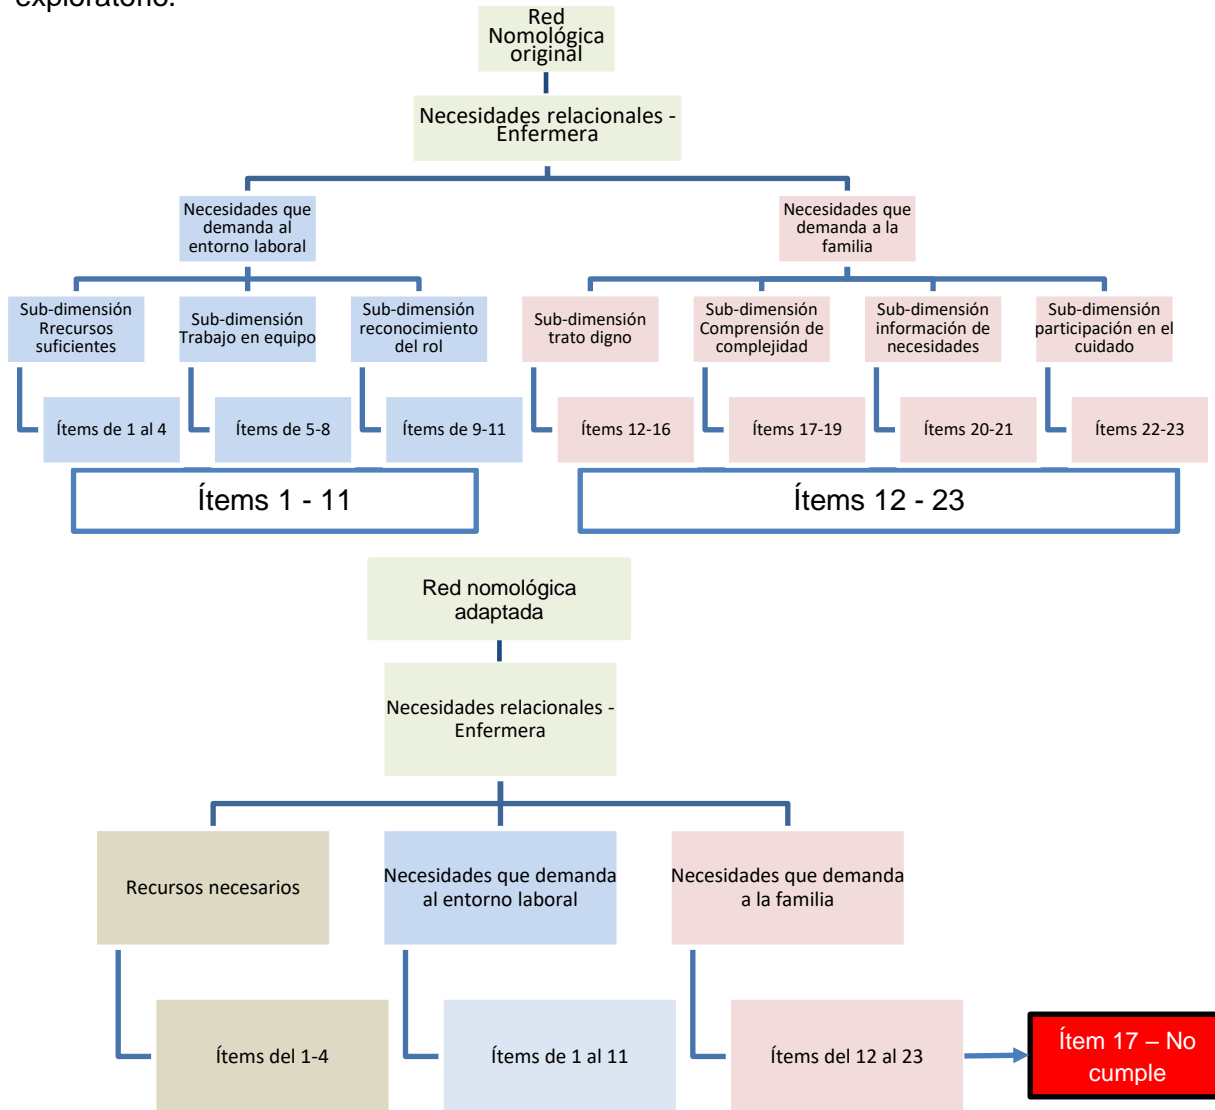 exploratorio.
Red
Nomológica
original
Necesidades relacionales -
Enfermera
Necesidades que
demanda al
entorno laboral
Necesidades que
demanda a la
familia
Sub-dimensión
Rrecursos
suficientes
Sub-dimensión
Trabajo en equipo
Sub-dimensión
reconocimiento
del rol
Sub-dimensión
trato digno
Sub-dimensión
Comprensión de
complejidad
Sub-dimensión
información de
necesidades
Sub-dimensión
participación en el
cuidado
Ítems de 1 al 4
Ítems de 5-8
Ítems de 9-11
Ítems 12-16
Ítems 17-19
Ítems 20-21
Ítems 22-23
Ítems 1 - 11
Ítems 12 - 23
Red nomológica
adaptada
Necesidades relacionales -
Enfermera
Recursos necesarios
Necesidades que demanda
al entorno laboral
Necesidades que demanda
a la familia
Ítems del 1-4
Ítems de 1 al 11
Ítems del 12 al 23
Ítem 17 – No
cumple